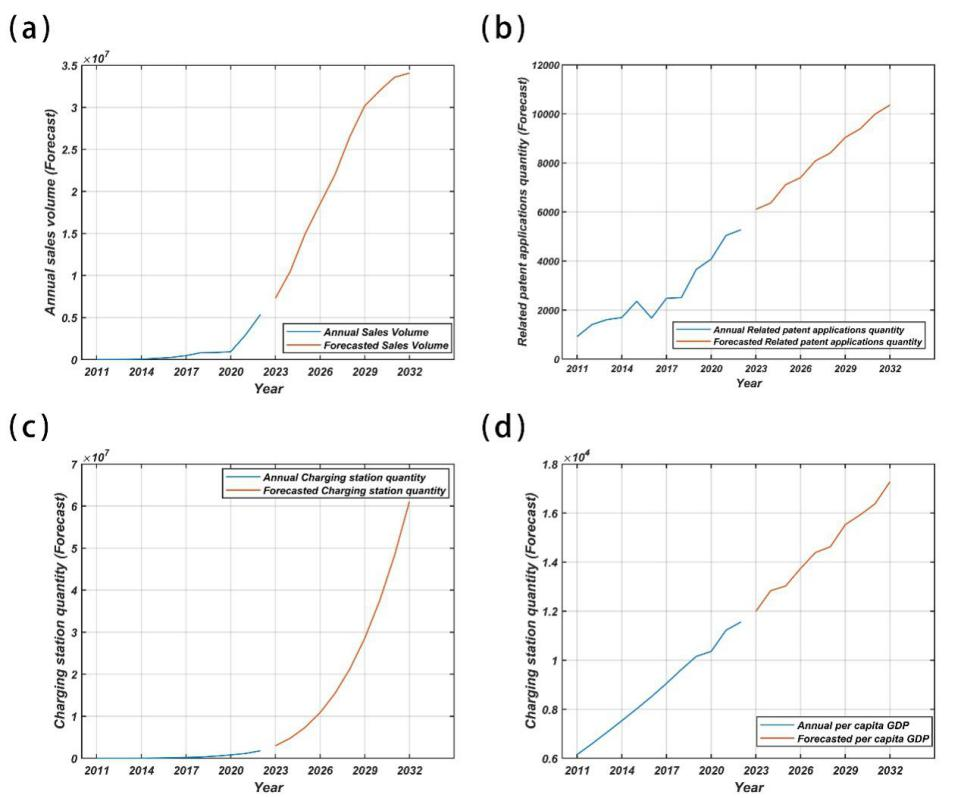 (a)
×10^7
3.5
3
2.5
2
1.5
1
0.5
0
Annual sales volume (Forecast)
2011 2014 2017 2020 2023 2026 2029 2032
Year
Annual Sales Volume
Forecasted Sales Volume
(b)
12000
10000
8000
6000
4000
2000
0
Related patent applications quantity (Forecast)
2011 2014 2017 2020 2023 2026 2029 2032
Year
Annual Related patent applications quantity
Forecasted Related patent applications quantity
(c)
×10^7
7
6
5
4
3
2
1
0
Charging station quantity (Forecast)
2011 2014 2017 2020 2023 2026 2029 2032
Year
Annual Charging station quantity
Forecasted Charging station quantity
(d)
×10^4
1.8
1.6
1.4
1.2
1
0.8
0.6
Charging station quantity (Forecast)
2011 2014 2017 2020 2023 2026 2029 2032
Year
Annual per capita GDP
Forecasted per capita GDP